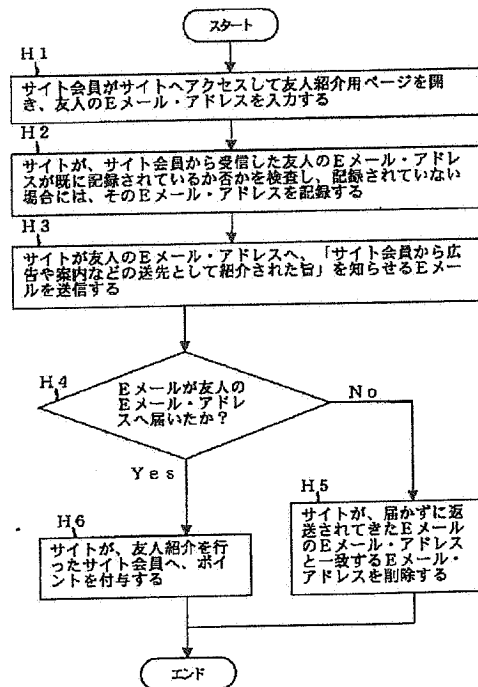 スタート
H1
サイト会員がサイトへアクセスして友人紹介用ページを開
き、友人のEメール・アドレスを入力する
H2
サイトが、サイト会員から受信した友人のEメール・アドレ
スが既に記録されているか否かを検査し、記録されていない
場合には、そのEメール・アドレスを記録する
H3
サイトが友人のEメール・アドレスへ、「サイト会員から広
告や案内などの送先として紹介された旨」を知らせるEメー
ルを送信する
H4
Eメールが友人の
Eメール・アドレ
スへ届いたか？
No
Yes
H5
サイトが、届かずに返
送されてきたEメール
のEメール・アドレス
と一致するEメール・
アドレスを削除する
H6
サイトが、友人紹介を行
ったサイト会員へ、ポイ
ントを付与する
エンド